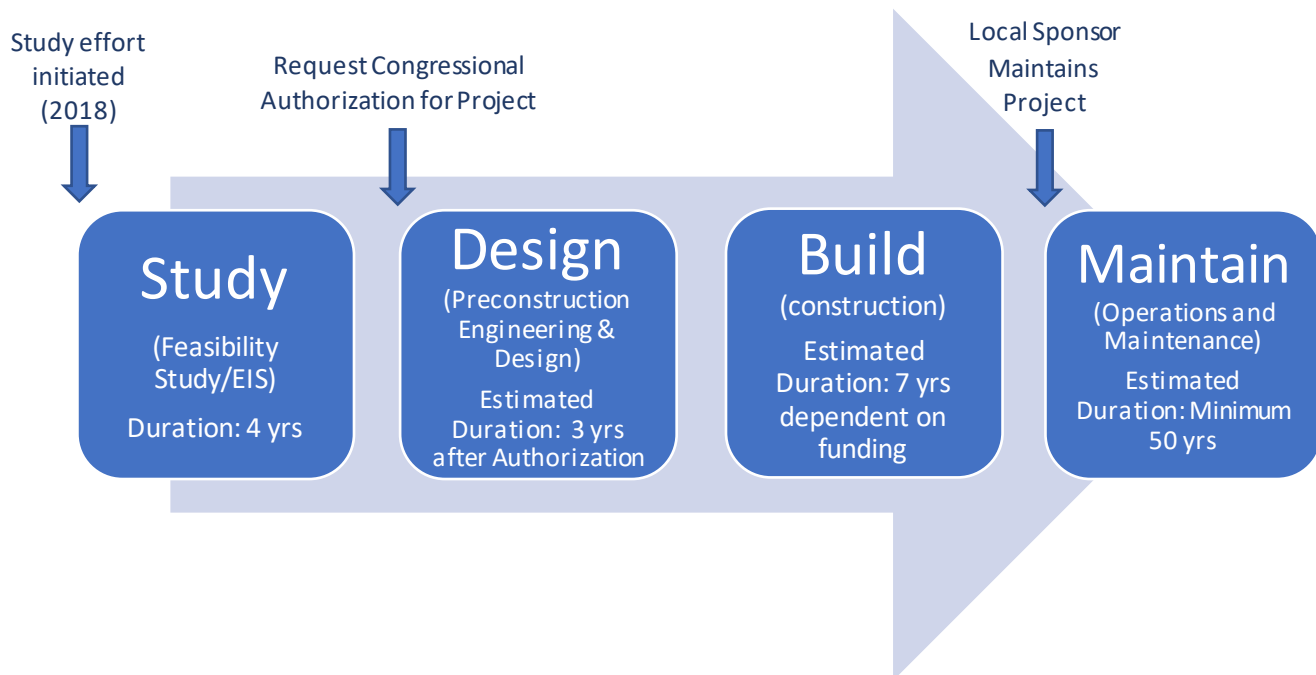 Study effort
initiated
(2018)
Request Congressional
Authorization for Project
Local Sponsor
Maintains
Project
Study
(Feasibility
Study/EIS)
Duration: 4 yrs
Design
(Preconstruction
Engineering &
Design)
Estimated
Duration: 3 yrs
after Authorization
Build
(construction)
Estimated
Duration: 7 yrs
dependent on
funding
Maintain
(Operations and
Maintenance)
Estimated
Duration: Minimum
50 yrs